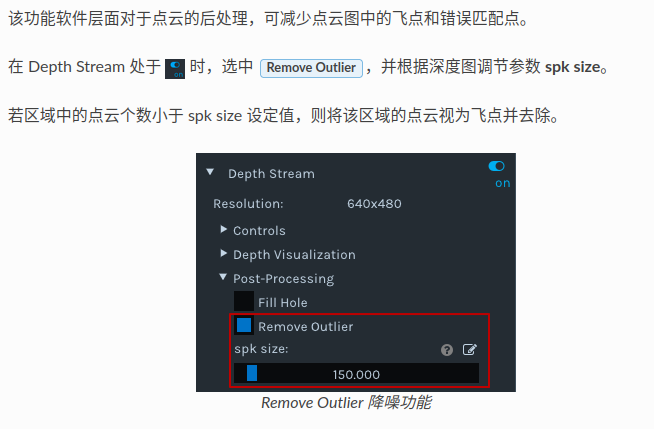 该功能软件层面对于点云的后处理，可减少点云图中的飞点和错误匹配点。
在 Depth Stream 处于 on 时，选中 Remove Outlier ，并根据深度图调节参数 spk size。
若区域中的点云个数小于 spk size 设定值，则将该区域的点云视为飞点并去除。
Depth Stream
on
Resolution: 640x480
Controls
Depth Visualization
Post-Processing
Fill Hole
Remove Outlier
spk size: ?
150.000
Remove Outlier 降噪功能